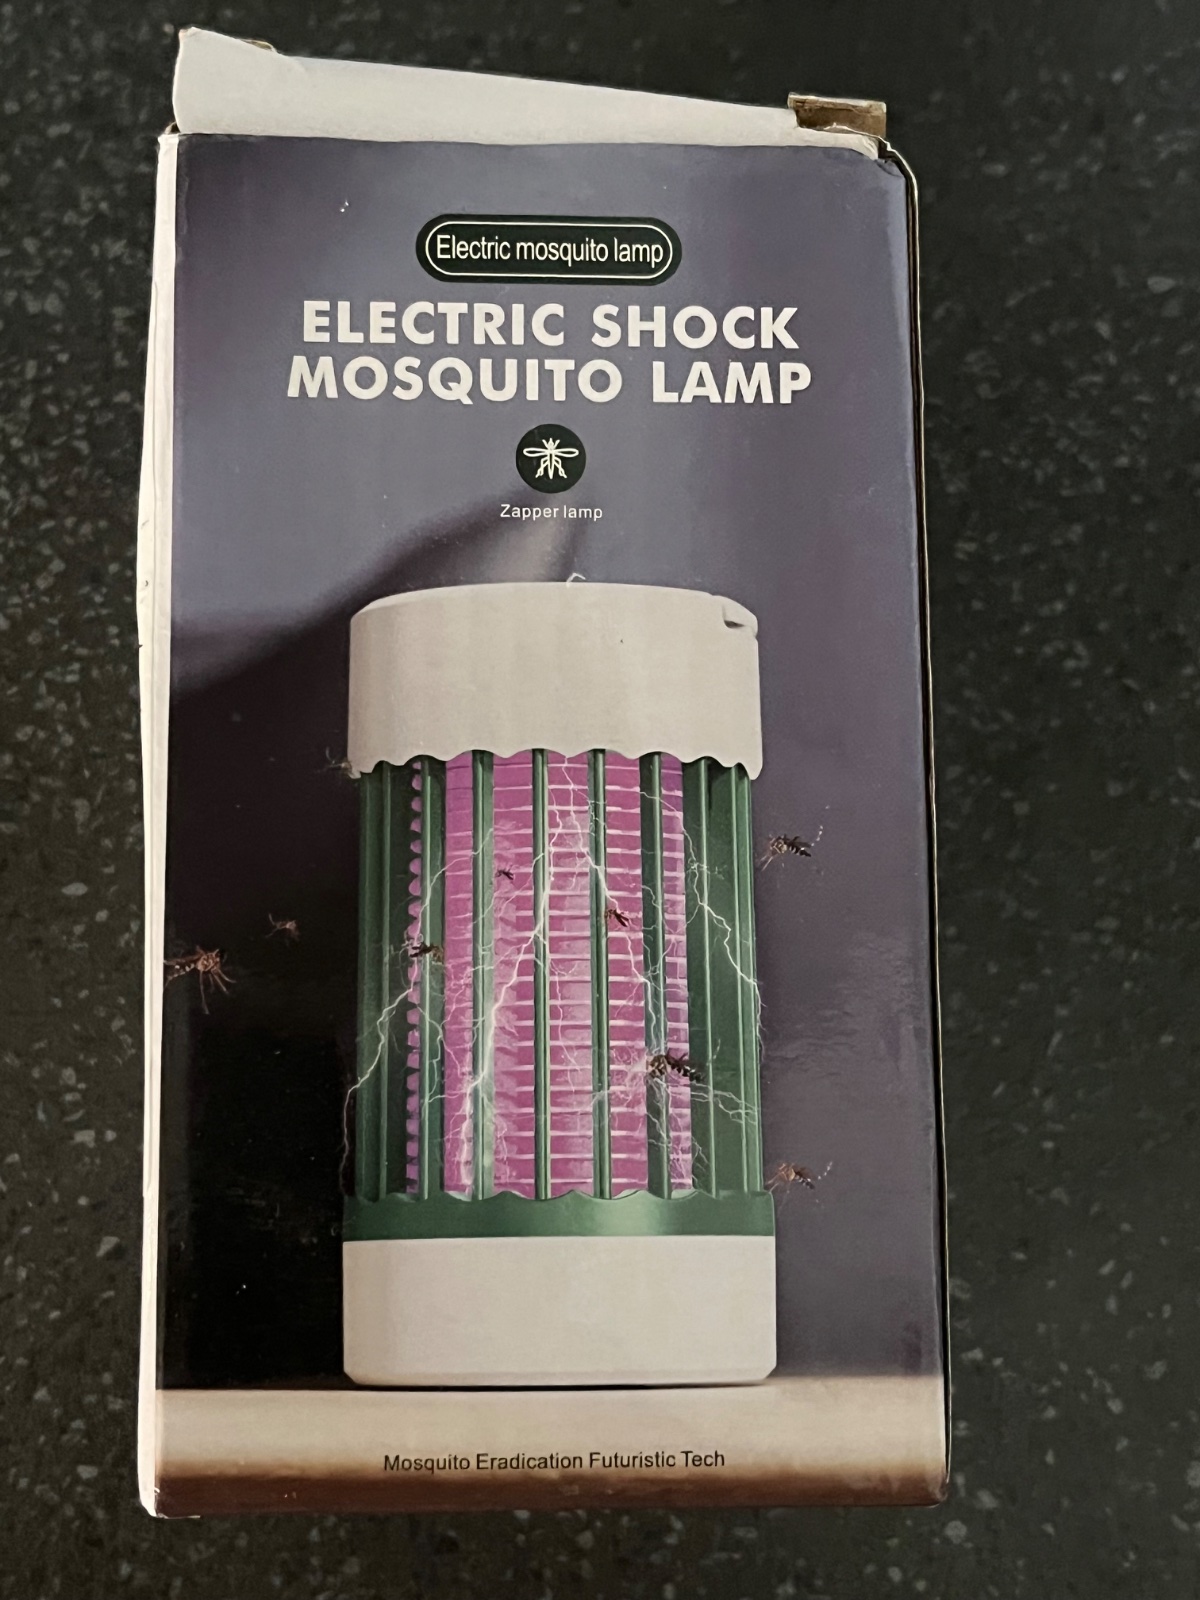 Electric mosquito lamp
ELECTRIC SHOCK
MOSQUITO LAMP
Zapper lamp
Mosquito Eradication Futuristic Tech